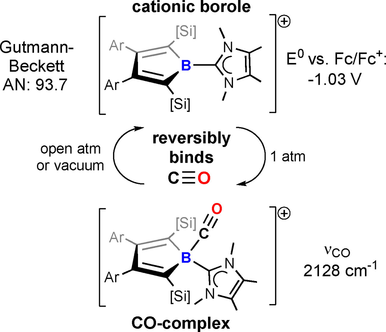 cationic borole
[Si]
Ar
Ar
B
N
N
[Si]
⊕
Gutmann-
Beckett
AN: 93.7
E⁰ vs. Fc/Fc⁺:
-1.03 V
open atm
or vacuum
reversibly
binds
C≡O
1 atm
[Si]
C≡O
Ar
Ar
B
N
N
[Si]
⊕
νCO
2128 cm⁻¹
CO-complex